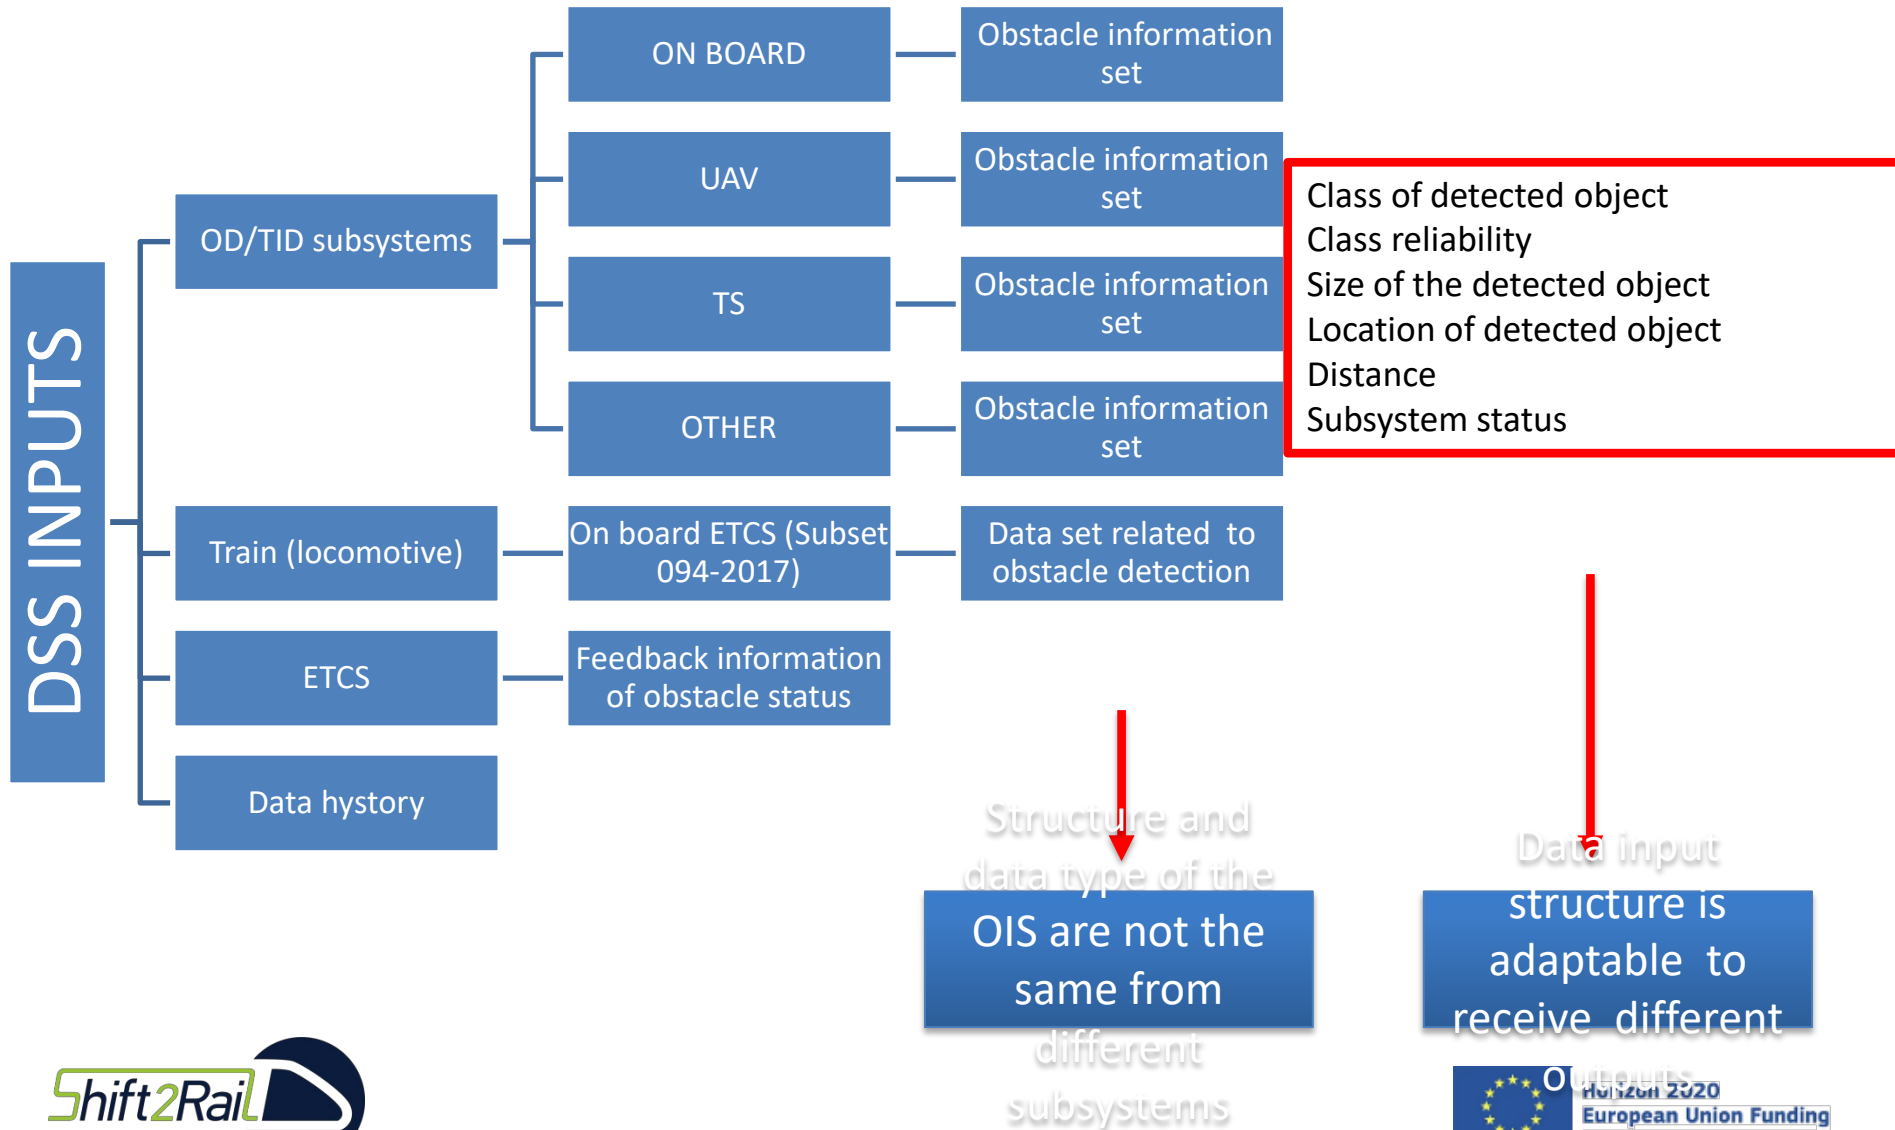 DSS INPUTS
OD/TID subsystems
ON BOARD
Obstacle information
set
UAV
Obstacle information
set
TS
Obstacle information
set
OTHER
Obstacle information
set
Class of detected object
Class reliability
Size of the detected object
Location of detected object
Distance
Subsystem status
Train (locomotive)
On board ETCS (Subset
094-2017)
Data set related to
obstacle detection
ETCS
Feedback information
of obstacle status
Data hystory
Structure and
data type of the
OIS are not the
same from
different
subsystems
Data input
structure is
adaptable to
receive different
outputs
Shift2Rail
Horizon 2020
European Union Funding